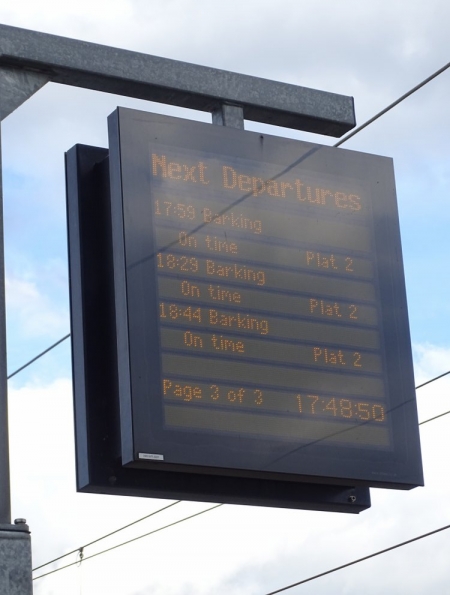 Next Departures
17:59 Barking
On time Plat 2
18:29 Barking
On time Plat 2
18:44 Barking
On time Plat 2
Page 3 of 3 17:48:50